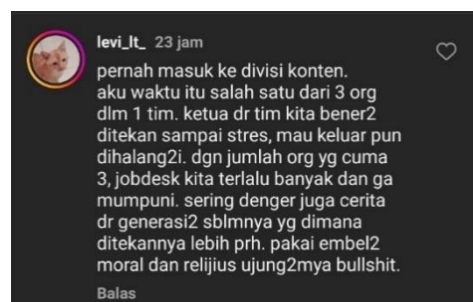 levi_lt_ 23 jam
pernah masuk ke divisi konten.
aku waktu itu salah satu dari 3 org
dlm 1 tim. ketua dr tim kita bener2
ditekan sampai stres, mau keluar pun
dihalang2i. dgn jumlah org yg cuma
3, jobdesk kita terlalu banyak dan ga
mumpuni. sering denger juga cerita
dr generasi2 sblmnya yg dimana
ditekannya lebih prh. pakai embel2
moral dan relijius ujung2mya bullshit.
Balas